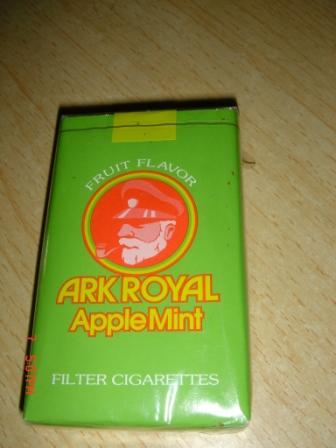 FRUIT FLAVOR
ARK ROYAL
AppleMint
FILTER CIGARETTES